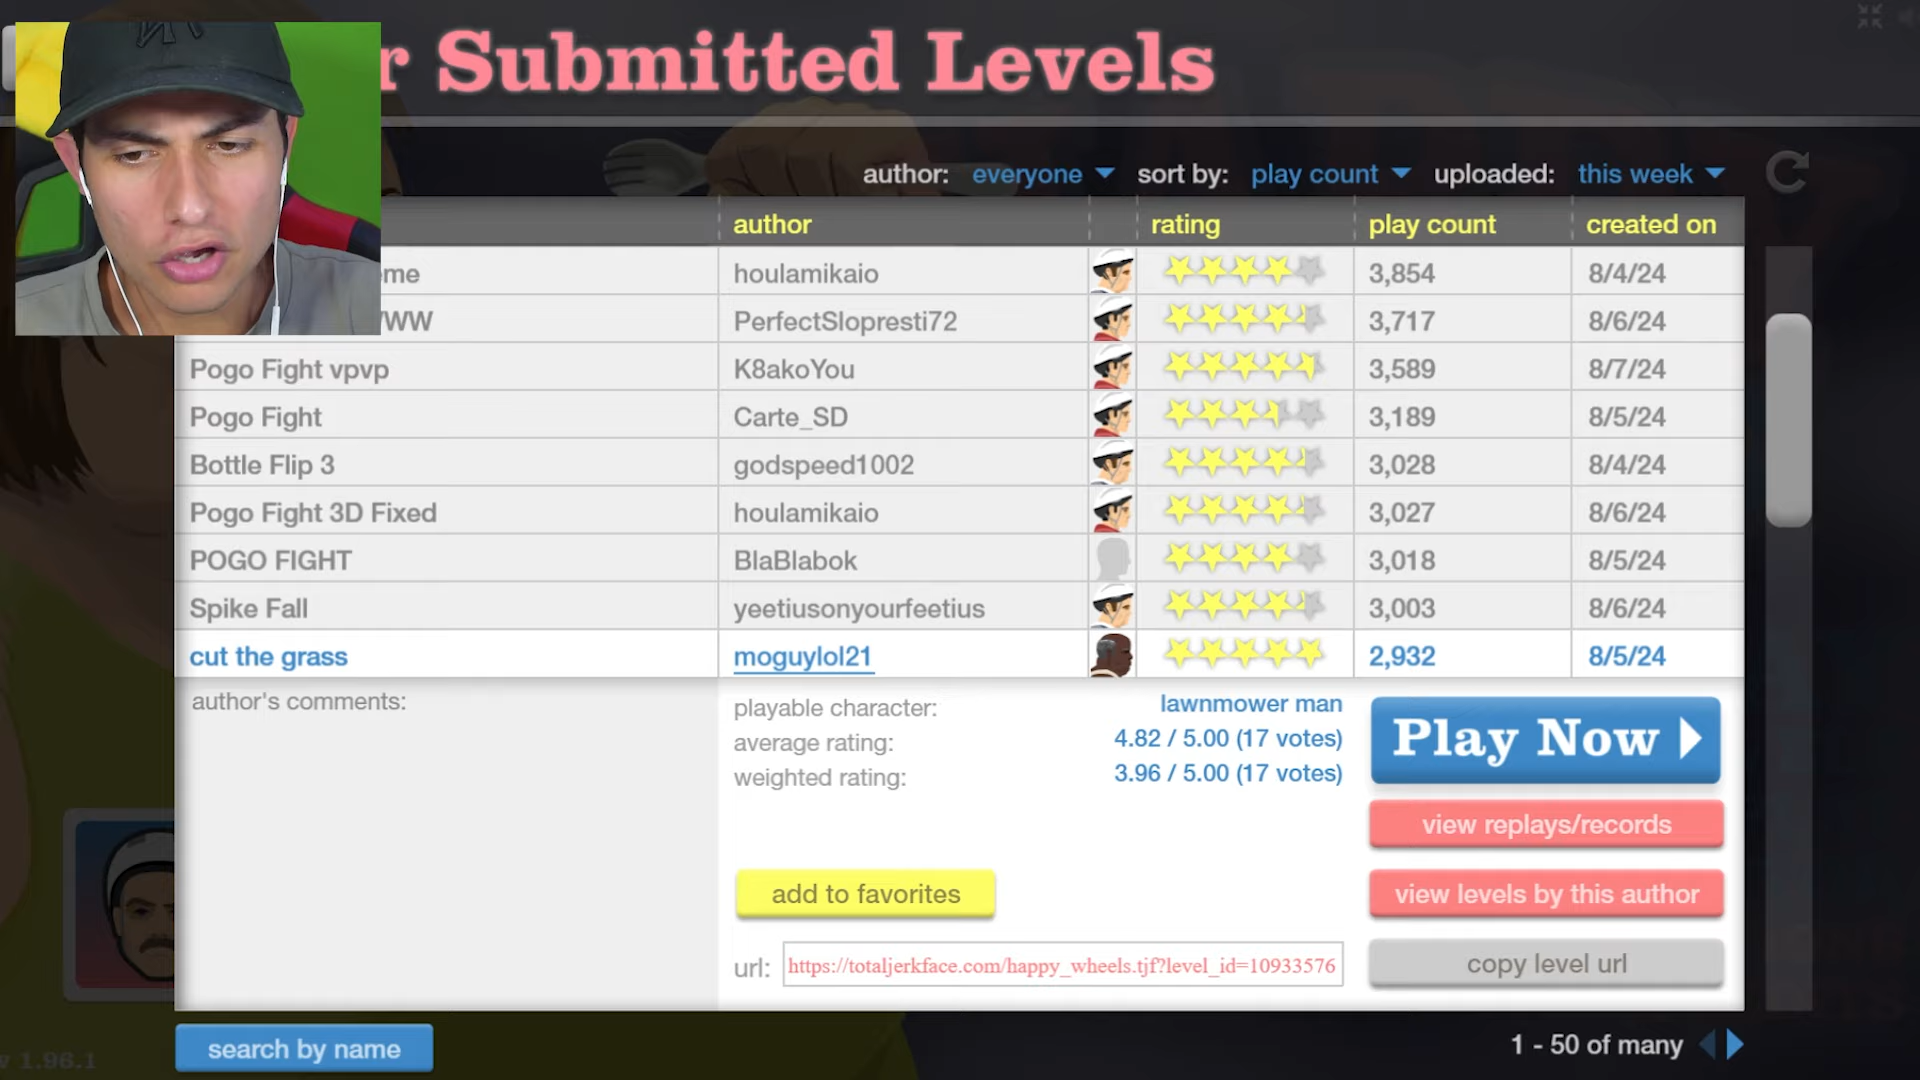 r Submitted Levels
author: everyone sort by: play count uploaded: this week
author rating play count created on
me houlamikaio 3,854 8/4/24
WW PerfectSlopresti72 3,717 8/6/24
Pogo Fight vpvp K8akoYou 3,589 8/7/24
Pogo Fight Carte_SD 3,189 8/5/24
Bottle Flip 3 godspeed1002 3,028 8/4/24
Pogo Fight 3D Fixed houlamikaio 3,027 8/6/24
POGO FIGHT BlaBlabok 3,018 8/5/24
Spike Fall yeetiusonyourfeetius 3,003 8/6/24
cut the grass moguylol21 2,932 8/5/24
author's comments:
playable character: lawnmower man
average rating: 4.82 / 5.00 (17 votes)
weighted rating: 3.96 / 5.00 (17 votes)
Play Now
view replays/records
add to favorites
view levels by this author
url: https://totaljerkface.com/happy_wheels.tjf?level_id=10933576
copy level url
search by name
1 - 50 of many
v 1.96.1